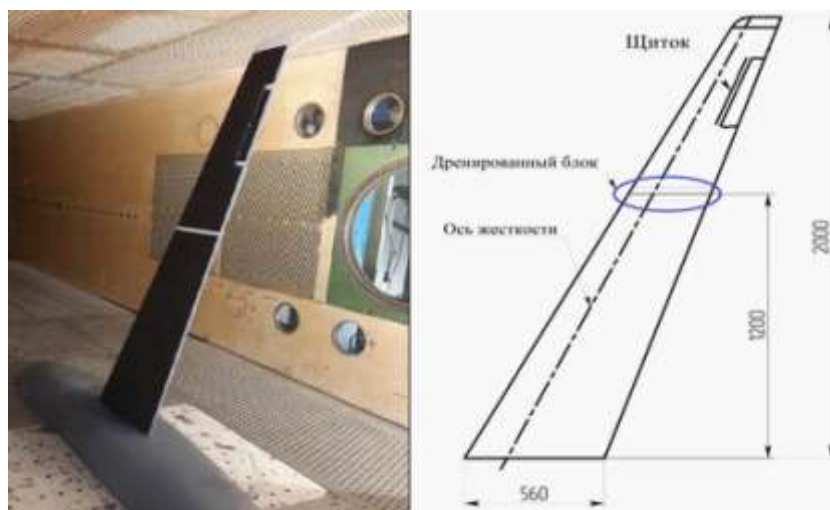 Щиток
Дренированный блок
Ось жесткости
2000
1200
560